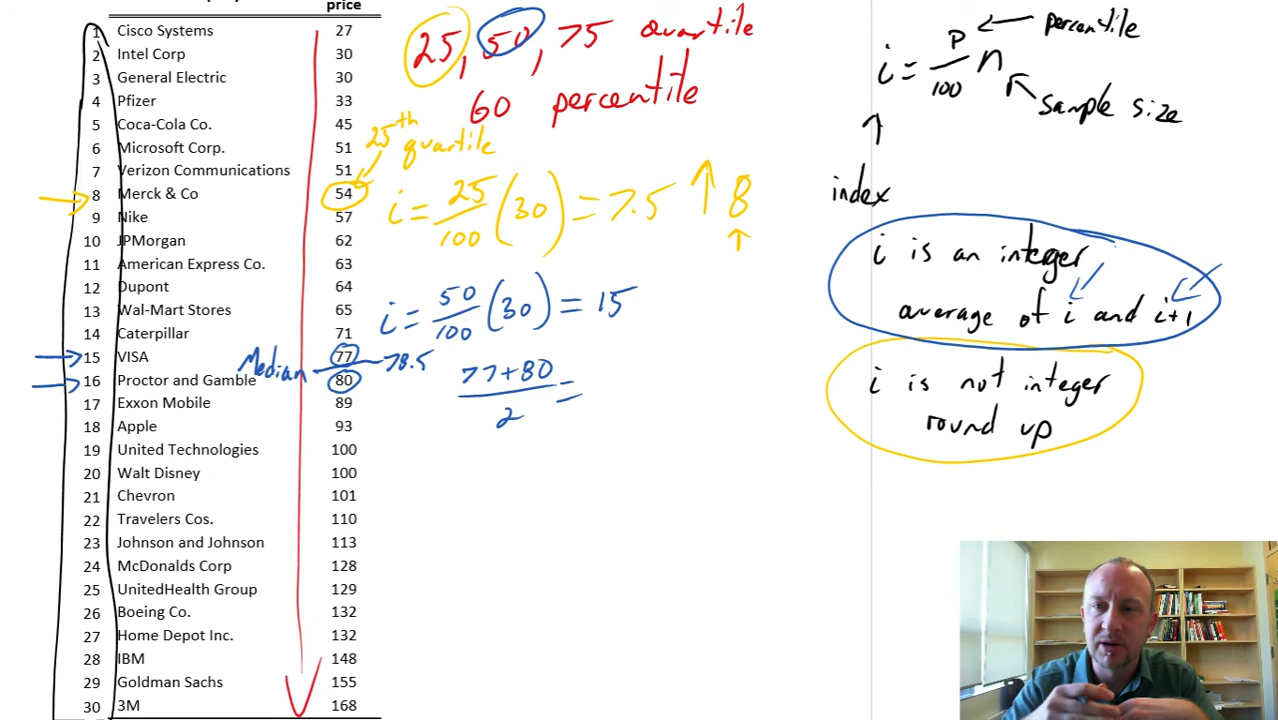 price
1 Cisco Systems 27
2 Intel Corp 30
3 General Electric 30
4 Pfizer 33
5 Coca-Cola Co. 45
6 Microsoft Corp. 51
7 Verizon Communications 51
8 Merck & Co 54
9 Nike 57
10 JPMorgan 62
11 American Express Co. 63
12 Dupont 64
13 Wal-Mart Stores 65
14 Caterpillar 71
15 VISA 77
16 Proctor and Gamble 80
17 Exxon Mobile 89
18 Apple 93
19 United Technologies 100
20 Walt Disney 100
21 Chevron 101
22 Travelers Cos. 110
23 Johnson and Johnson 113
24 McDonalds Corp 128
25 UnitedHealth Group 129
26 Boeing Co. 132
27 Home Depot Inc. 132
28 IBM 148
29 Goldman Sachs 155
30 3M 168
25, 50, 75 quartile
60 percentile
25th quartile
i = 25/100 (30) = 7.5 ↑ 8
i = 50/100 (30) = 15
Median 78.5
77+80/2 =
i = P/100 n
percentile
sample size
index
i is an integer
average of i and i+1
i is not integer
round up